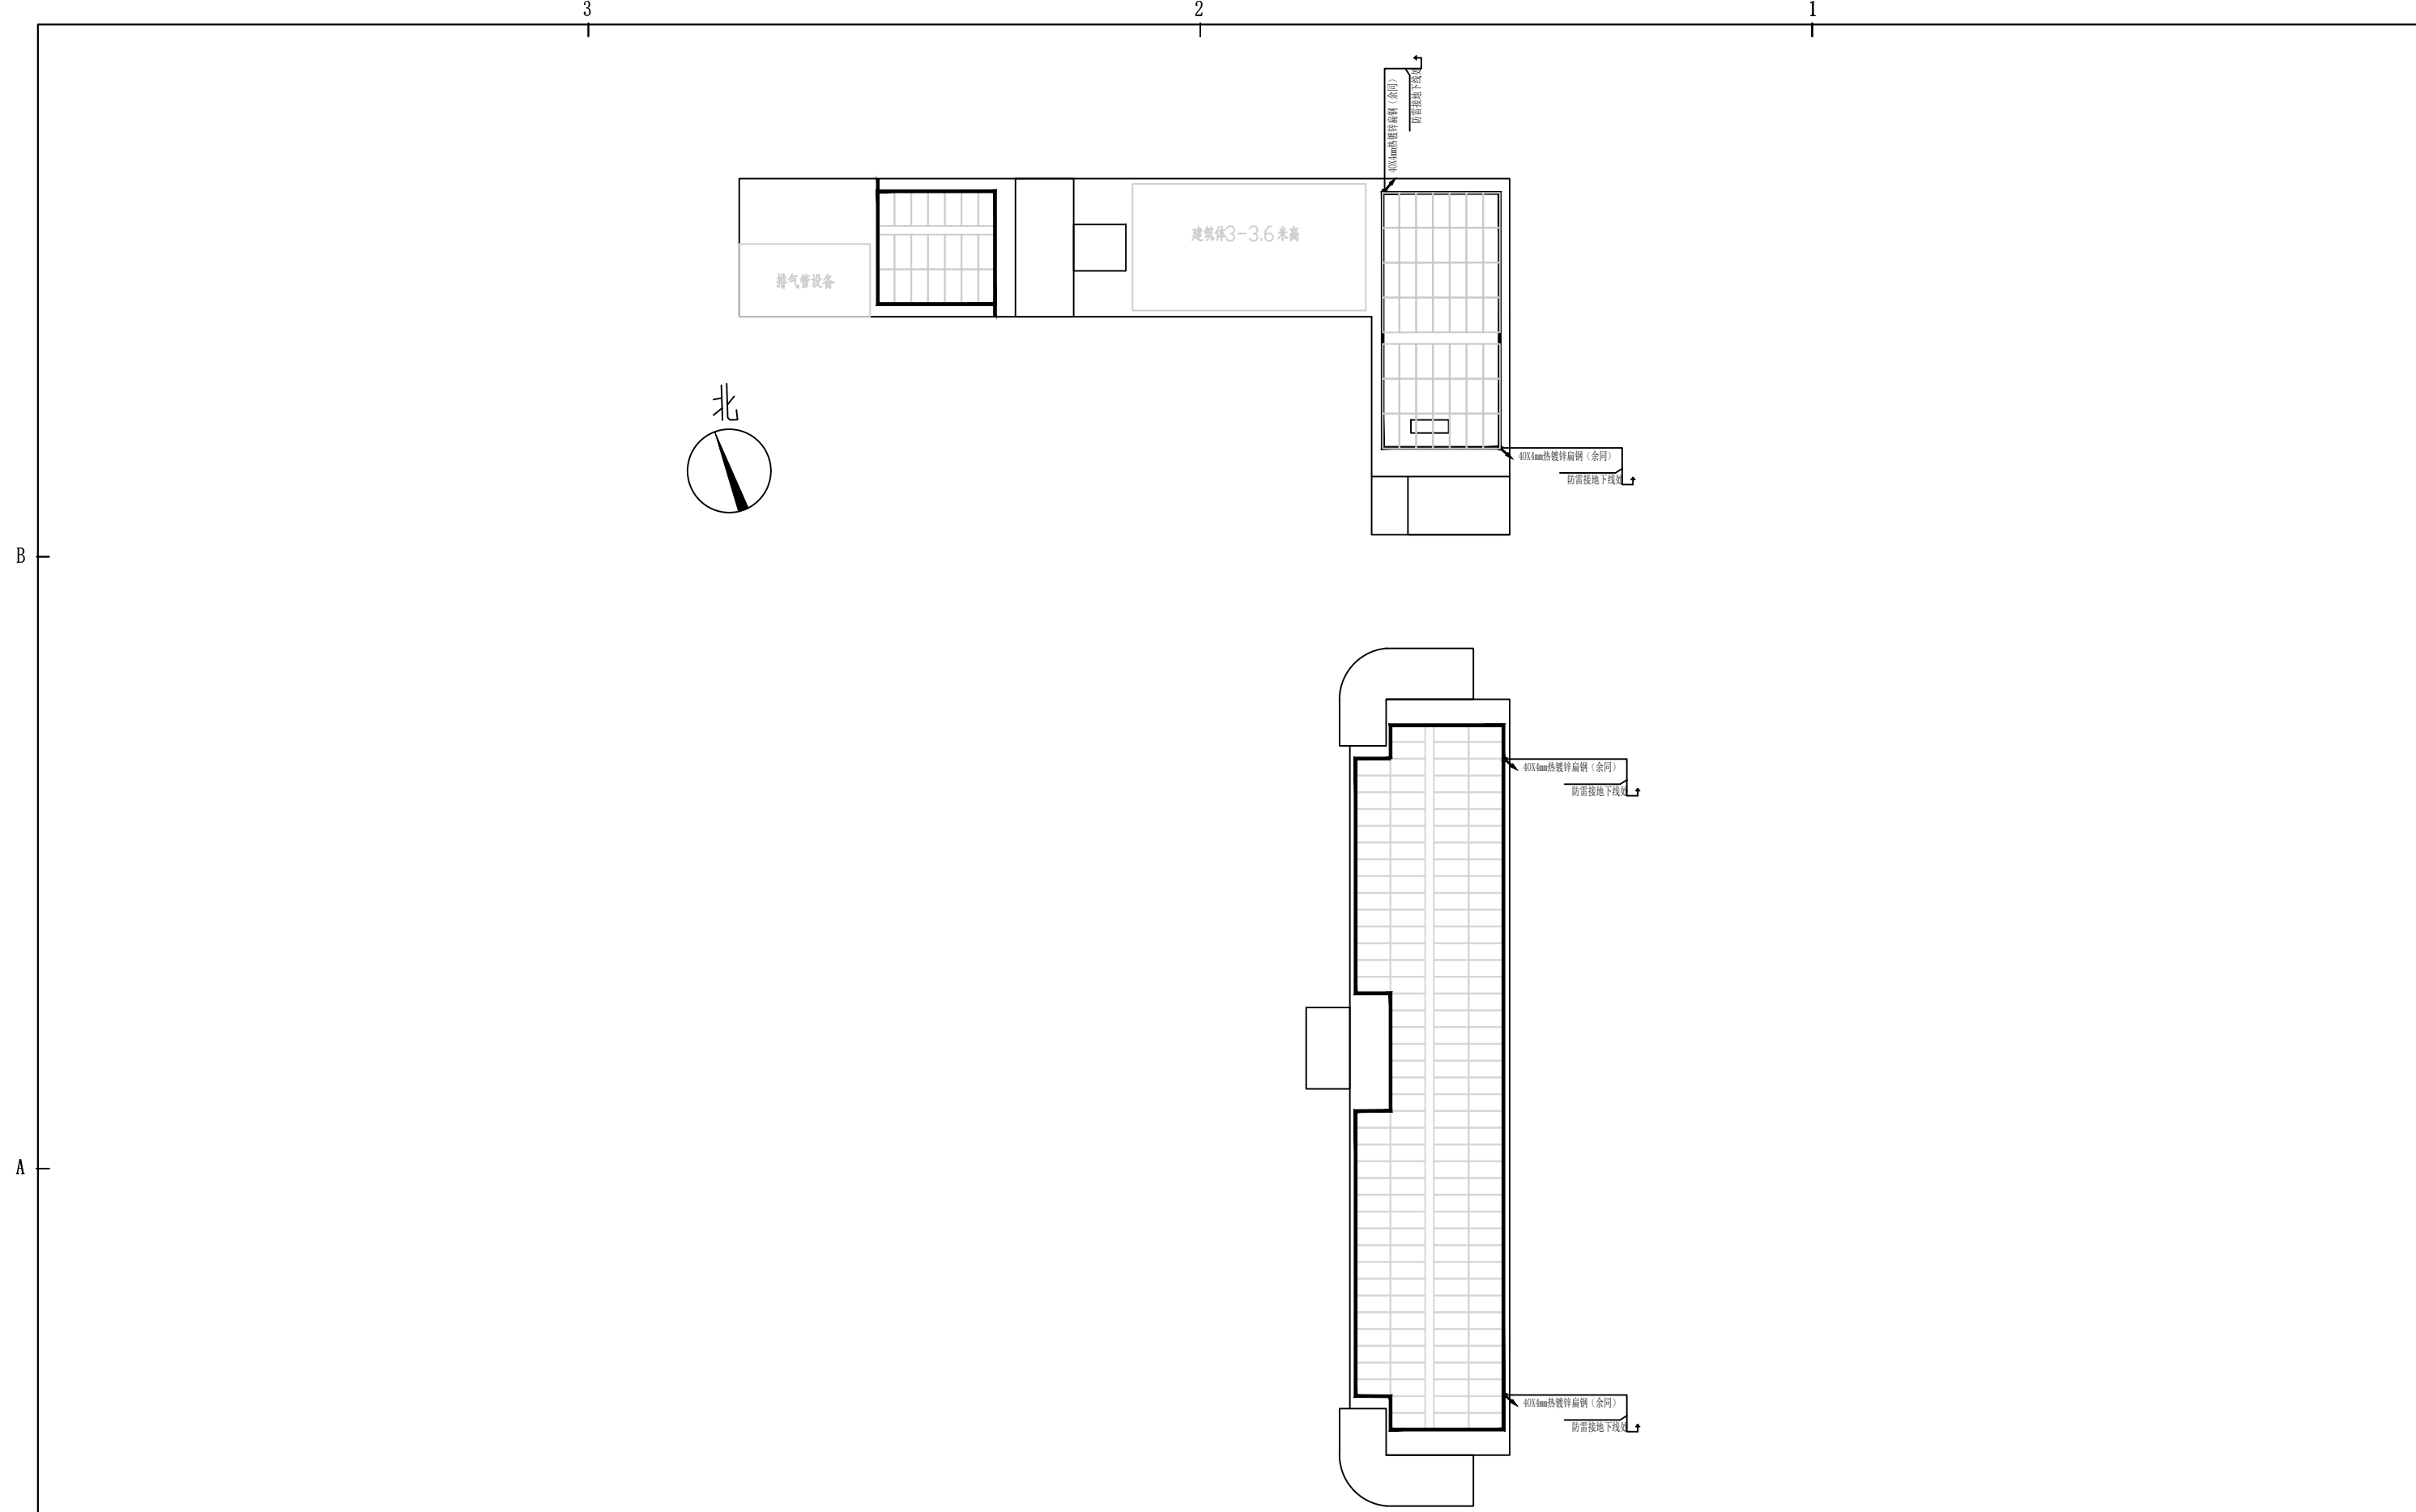 3
2
1
40X4mm热镀锌扁钢（余同）
防雷接地下线处
建筑体3-3.6米高
排气管设备
北
40X4mm热镀锌扁钢（余同）
防雷接地下线处
B
40X4mm热镀锌扁钢（余同）
防雷接地下线处
A
40X4mm热镀锌扁钢（余同）
防雷接地下线处